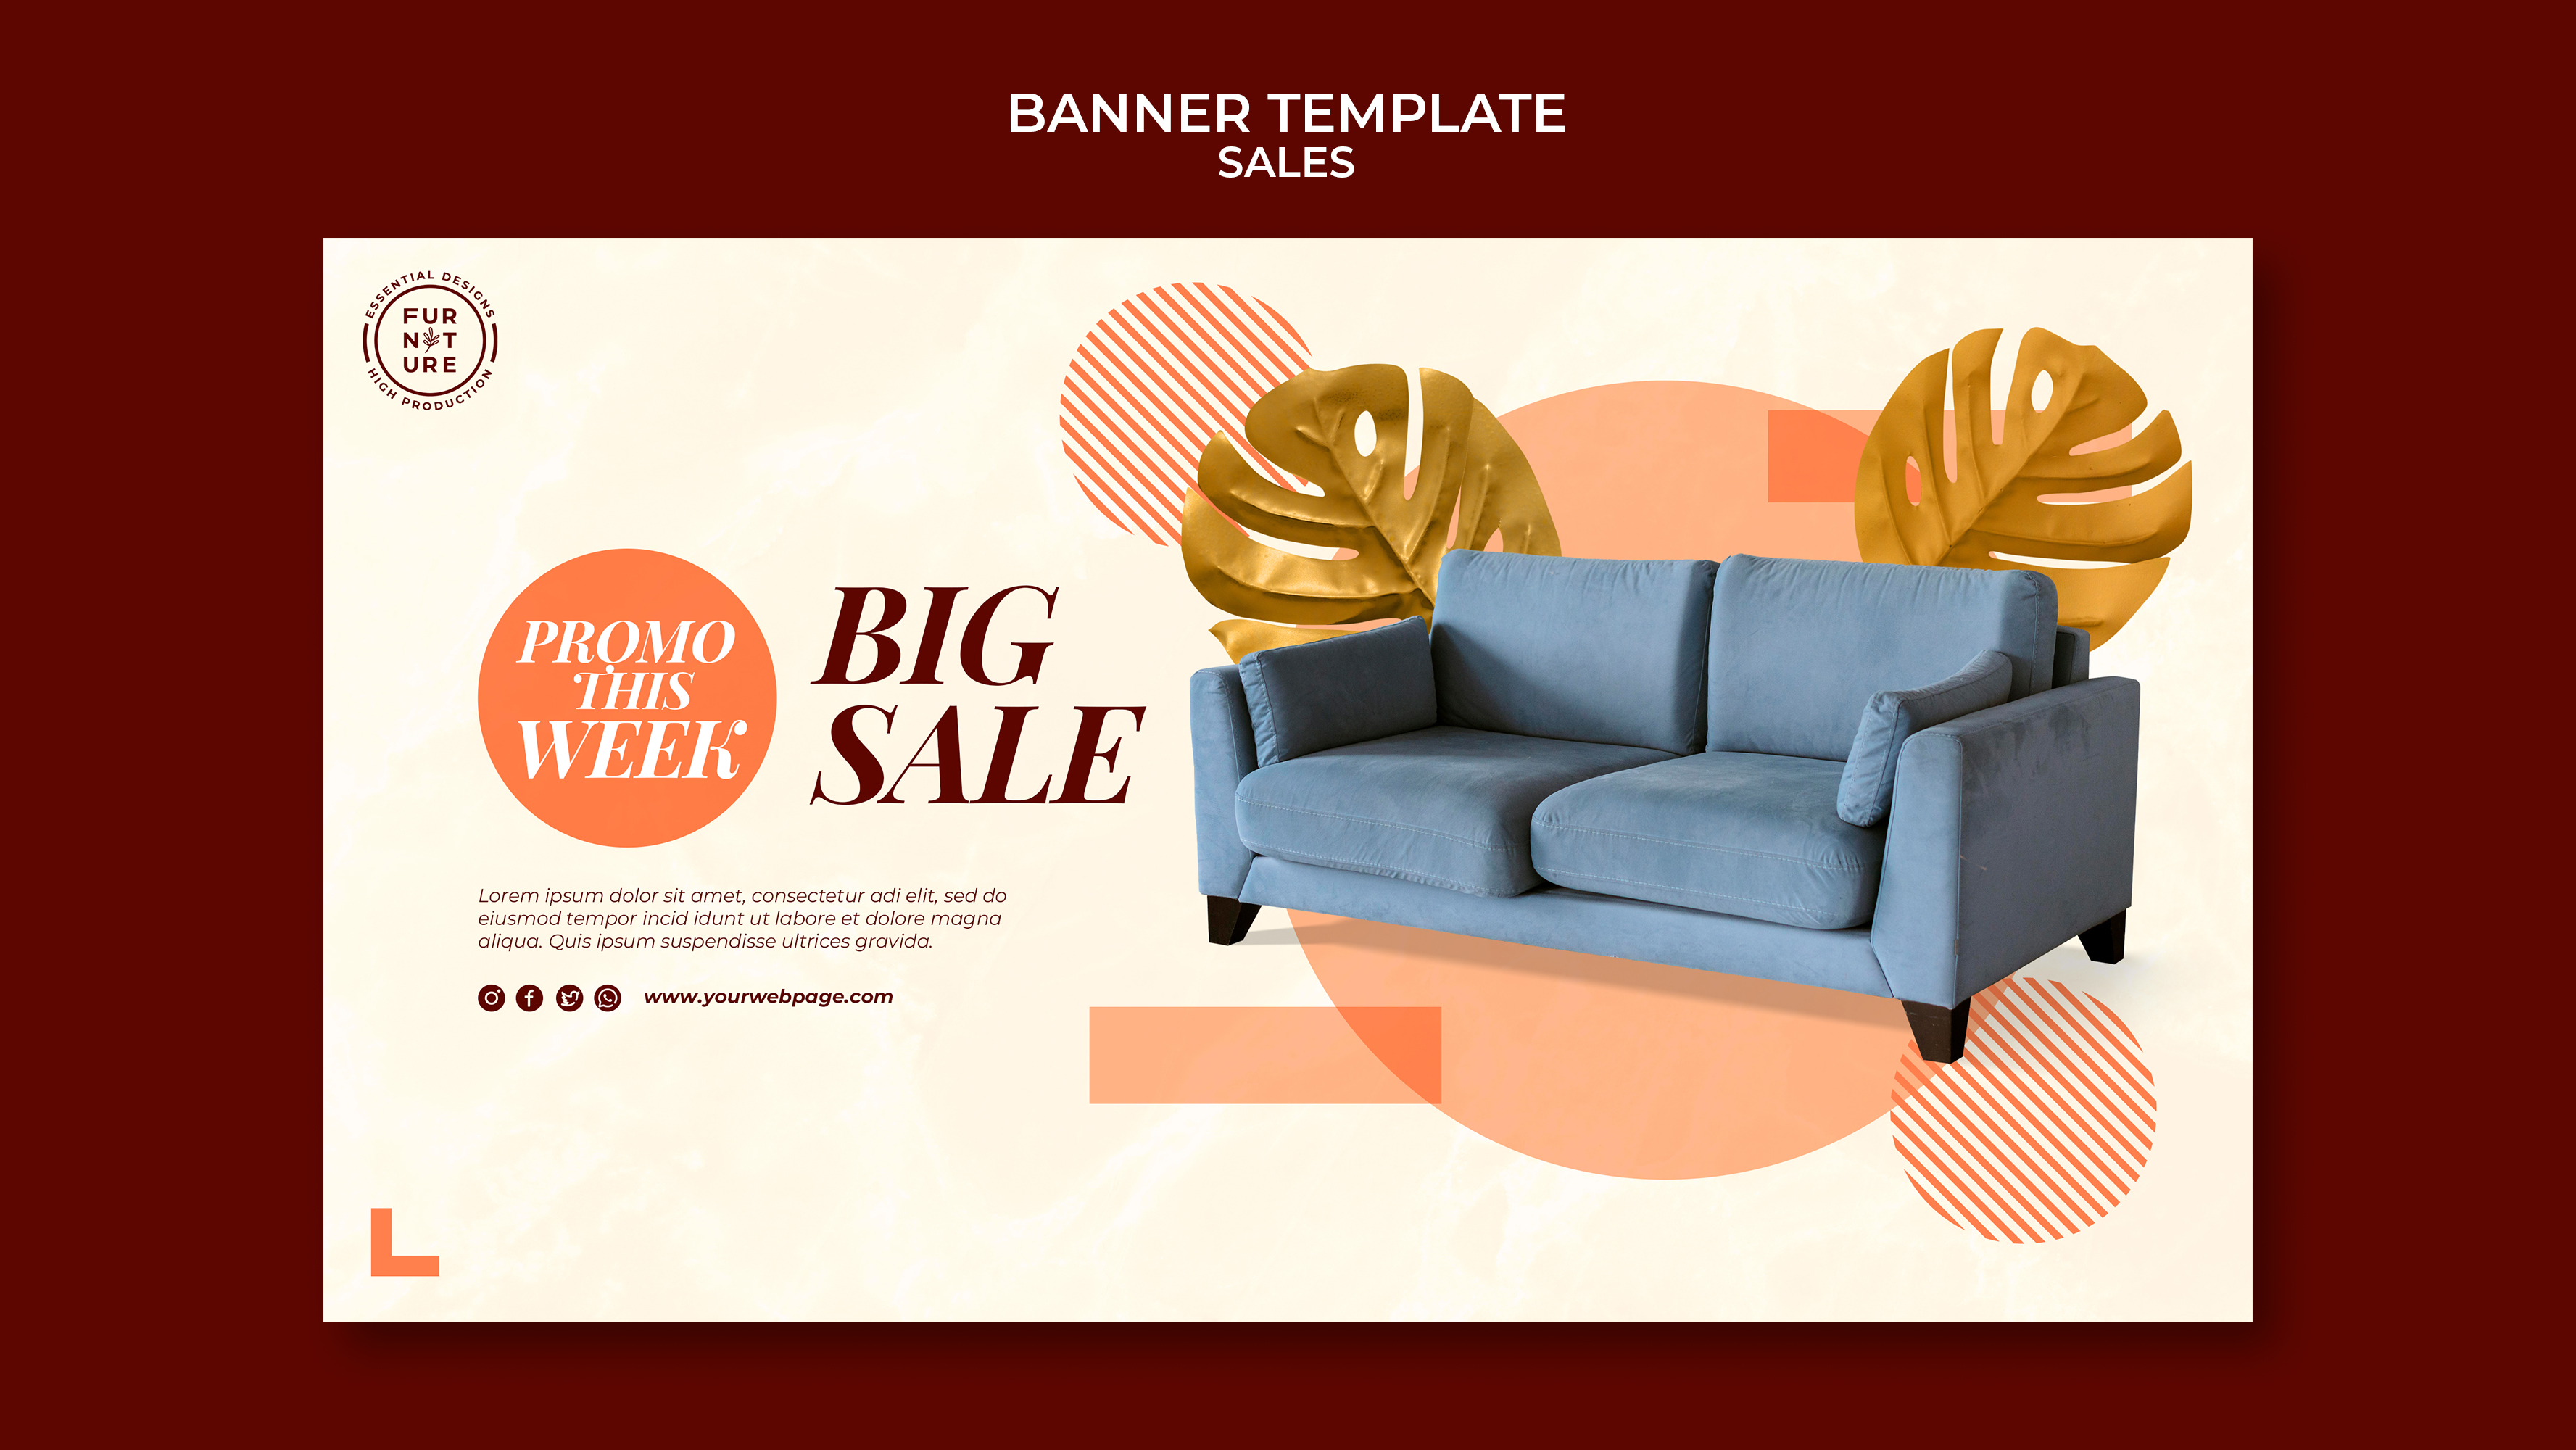 BANNER TEMPLATE
SALES
ESSENTIAL DESIGNS
FUR
N T
URE
HIGH PRODUCTION
PROMO
THIS
WEEK
BIG
SALE
Lorem ipsum dolor sit amet, consectetur adi elit, sed do
eiusmod tempor incid idunt ut labore et dolore magna
aliqua. Quis ipsum suspendisse ultrices gravida.
www.yourwebpage.com